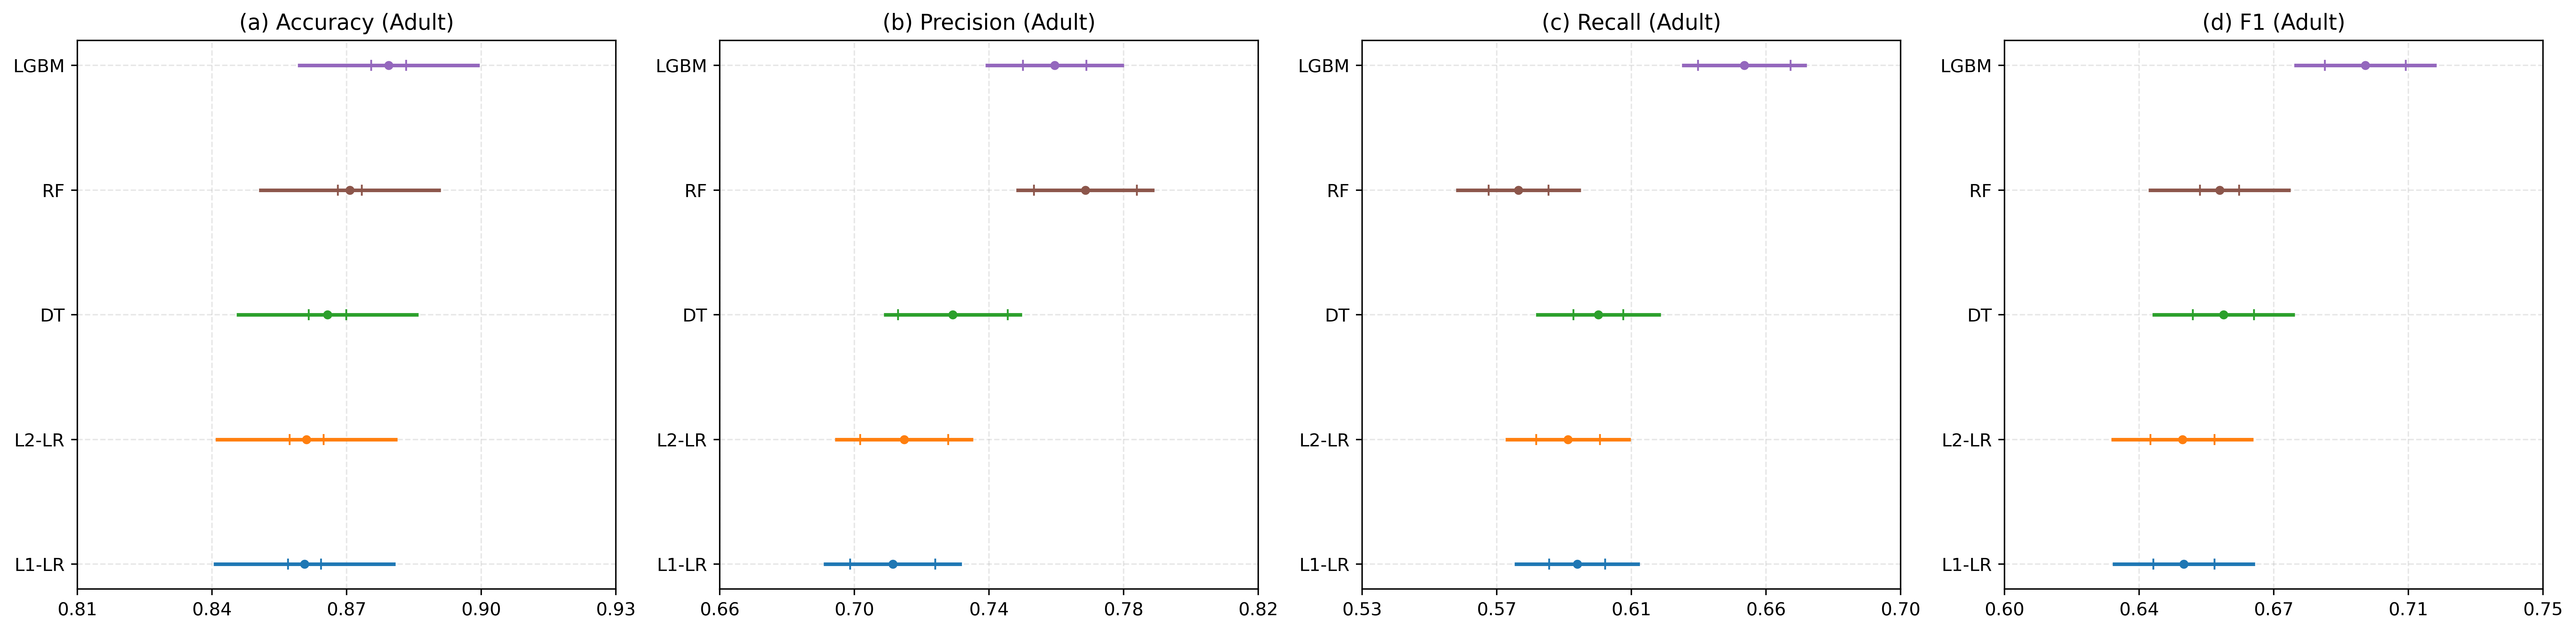 (a) Accuracy (Adult)
LGBM
RF
DT
L2-LR
L1-LR
0.81 0.84 0.87 0.90 0.93
(b) Precision (Adult)
LGBM
RF
DT
L2-LR
L1-LR
0.66 0.70 0.74 0.78 0.82
(c) Recall (Adult)
LGBM
RF
DT
L2-LR
L1-LR
0.53 0.57 0.61 0.66 0.70
(d) F1 (Adult)
LGBM
RF
DT
L2-LR
L1-LR
0.60 0.64 0.67 0.71 0.75